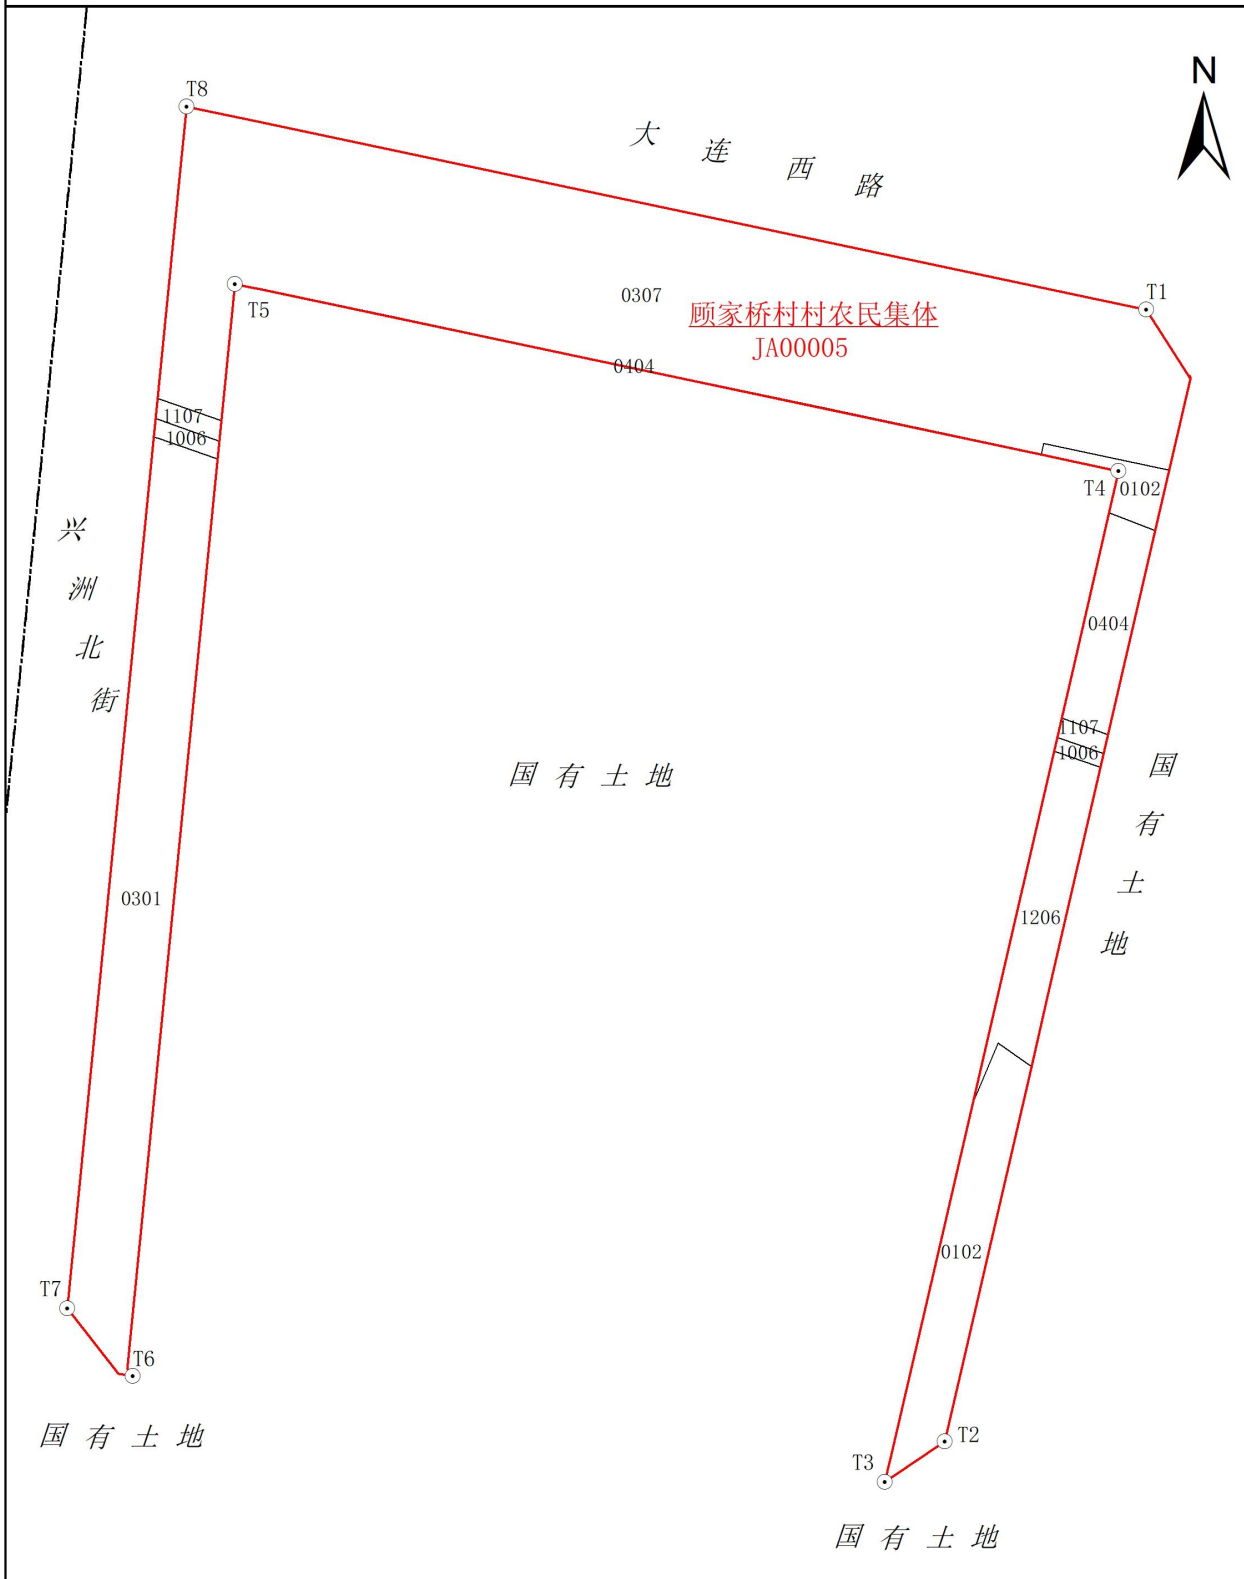 N
T8
大连西路
T1
T5
0307
顾家桥村村农民集体
JA00005
0404
1107
1006
T4
0102
兴洲北街
0404
1107
1006
国有土地
国有土地
0301
1206
0102
T7
T6
国有土地
T2
T3
国有土地